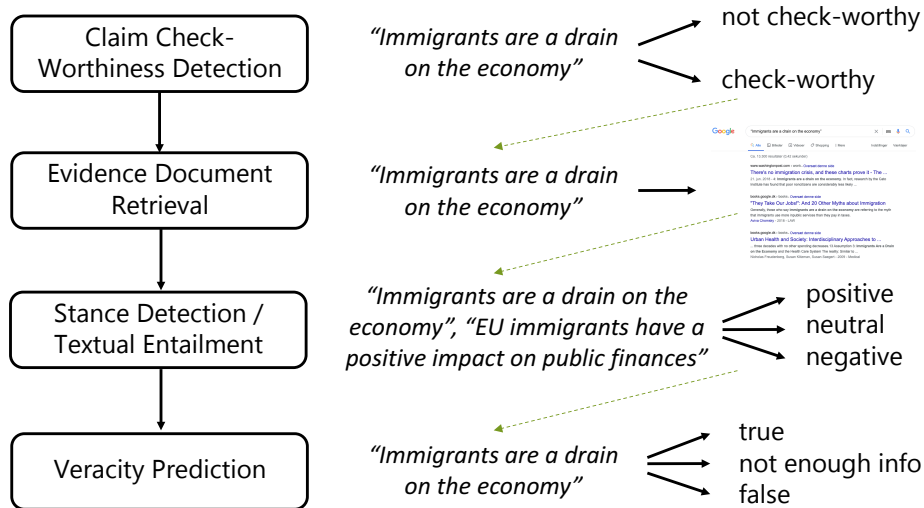 Claim Check-
Worthiness Detection
“Immigrants are a drain
on the economy”
not check-worthy
check-worthy
Evidence Document
Retrieval
“Immigrants are a drain
on the economy”
Google
"Immigrants are a drain on the economy"
There's no immigration crisis, and these charts prove it - The ...
"They Take Our Jobs!": And 20 Other Myths about Immigration
Urban Health and Society: Interdisciplinary Approaches to ...
Stance Detection /
Textual Entailment
“Immigrants are a drain on the
economy”, “EU immigrants have a
positive impact on public finances”
positive
neutral
negative
Veracity Prediction
“Immigrants are a drain
on the economy”
true
not enough info
false